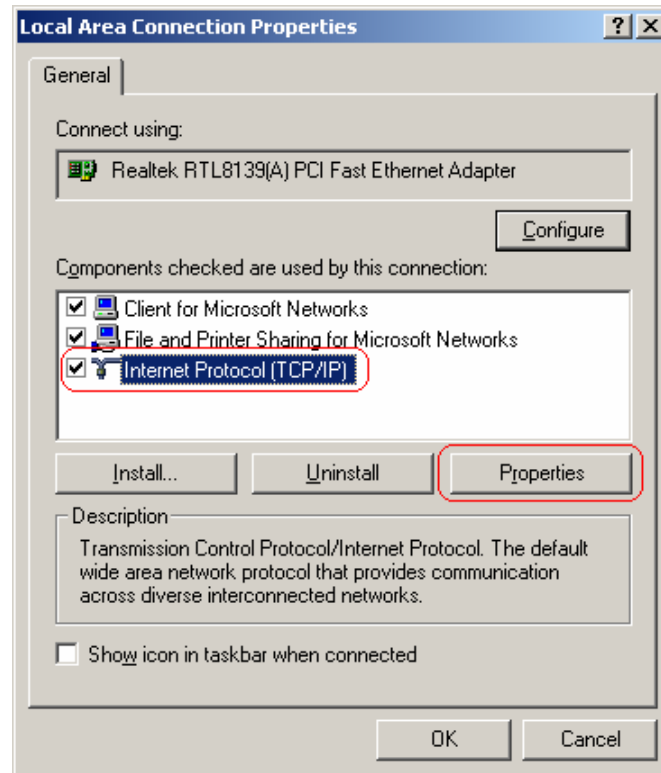 Local Area Connection Properties
General
Connect using:
Realtek RTL8139(A) PCI Fast Ethernet Adapter
Configure
Components checked are used by this connection:
Client for Microsoft Networks
File and Printer Sharing for Microsoft Networks
Internet Protocol (TCP/IP)
Install... Uninstall Properties
Description
Transmission Control Protocol/Internet Protocol. The default
wide area network protocol that provides communication
across diverse interconnected networks.
Show icon in taskbar when connected
OK Cancel